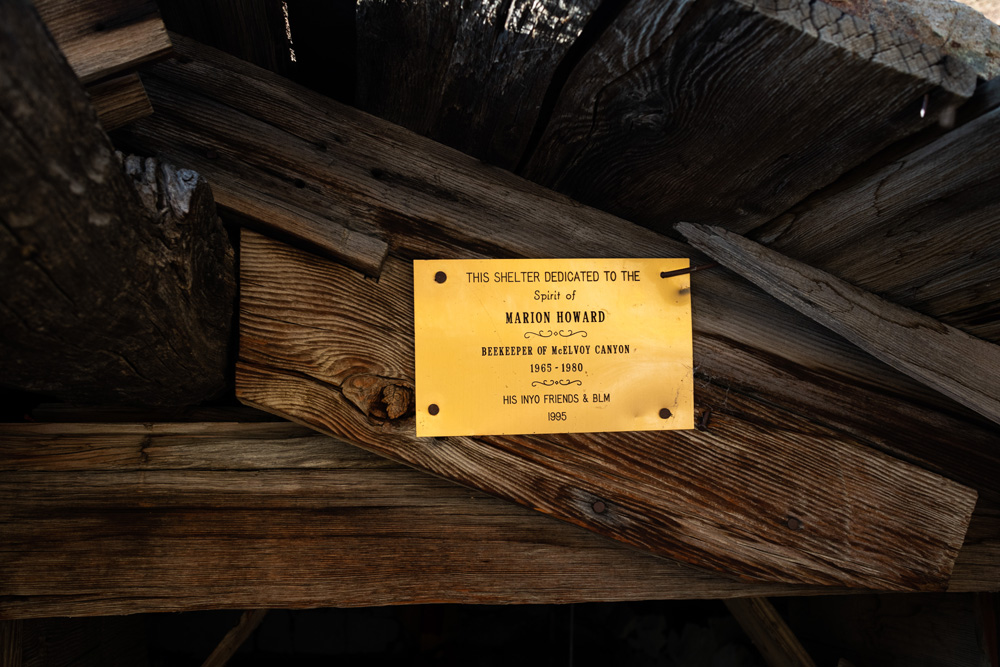 THIS SHELTER DEDICATED TO THE
Spirit of
MARION HOWARD
BEEKEEPER OF McELVOY CANYON
1965 - 1980
HIS INYO FRIENDS & BLM
1995